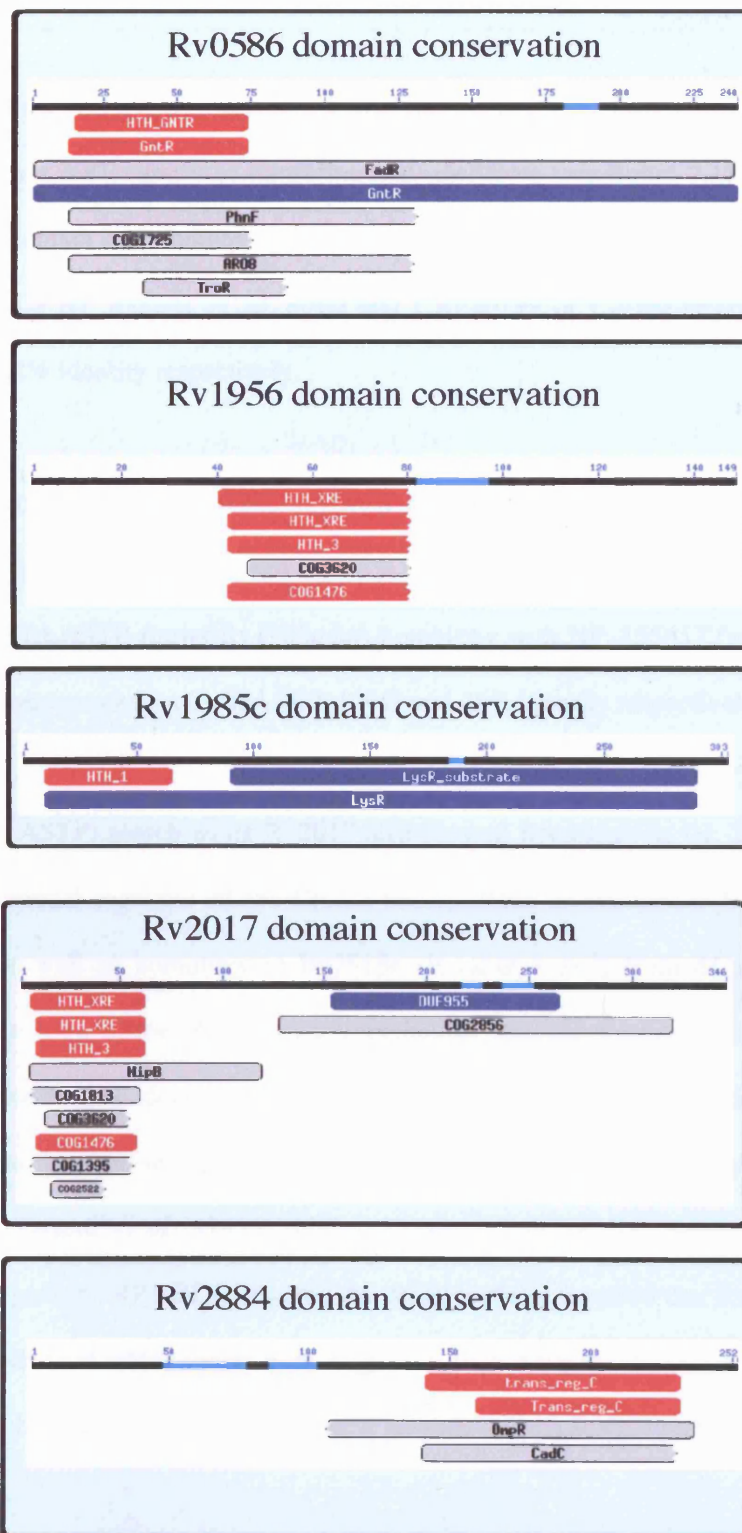 Rv0586 domain conservation
1 25 50 75 100 125 150 175 200 225 244
HTH_GNTR
GntR
FadR
GntR
PhnF
COG1725
ARO8
TroR
Rv1956 domain conservation
1 20 40 60 80 100 120 140 149
HTH_XRE
HTH_XRE
HTH_3
COG3620
COG1476
Rv1985c domain conservation
1 50 100 150 200 250 303
HTH_1 LysR_substrate
LysR
Rv2017 domain conservation
1 50 100 150 200 250 300 346
HTH_XRE DUF955
HTH_XRE COG2856
HTH_3
HipB
COG1813
COG3620
COG1476
COG1395
COG2522
Rv2884 domain conservation
1 50 100 150 200 252
trans_reg_C
Trans_reg_C
OmpR
CadC